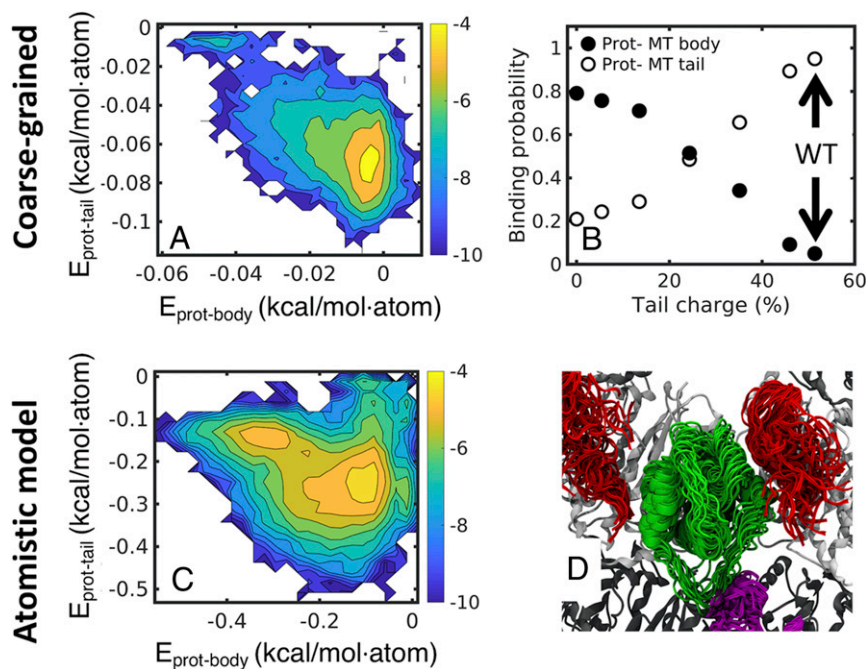 Coarse-grained
E_prot-tail (kcal/mol·atom)
0
-0.02
-0.04
-0.06
-0.08
-0.1
A
-0.06
-0.04
-0.02
0
E_prot-body (kcal/mol·atom)
-4
-6
-8
-10
Binding probability
1
0.8
0.6
0.4
0.2
0
Prot- MT body
Prot- MT tail
WT
B
0
20
40
60
Tail charge (%)
Atomistic model
E_prot-tail (kcal/mol·atom)
0
-0.1
-0.2
-0.3
-0.4
-0.5
C
-0.4
-0.2
0
E_prot-body (kcal/mol·atom)
-4
-6
-8
-10
D